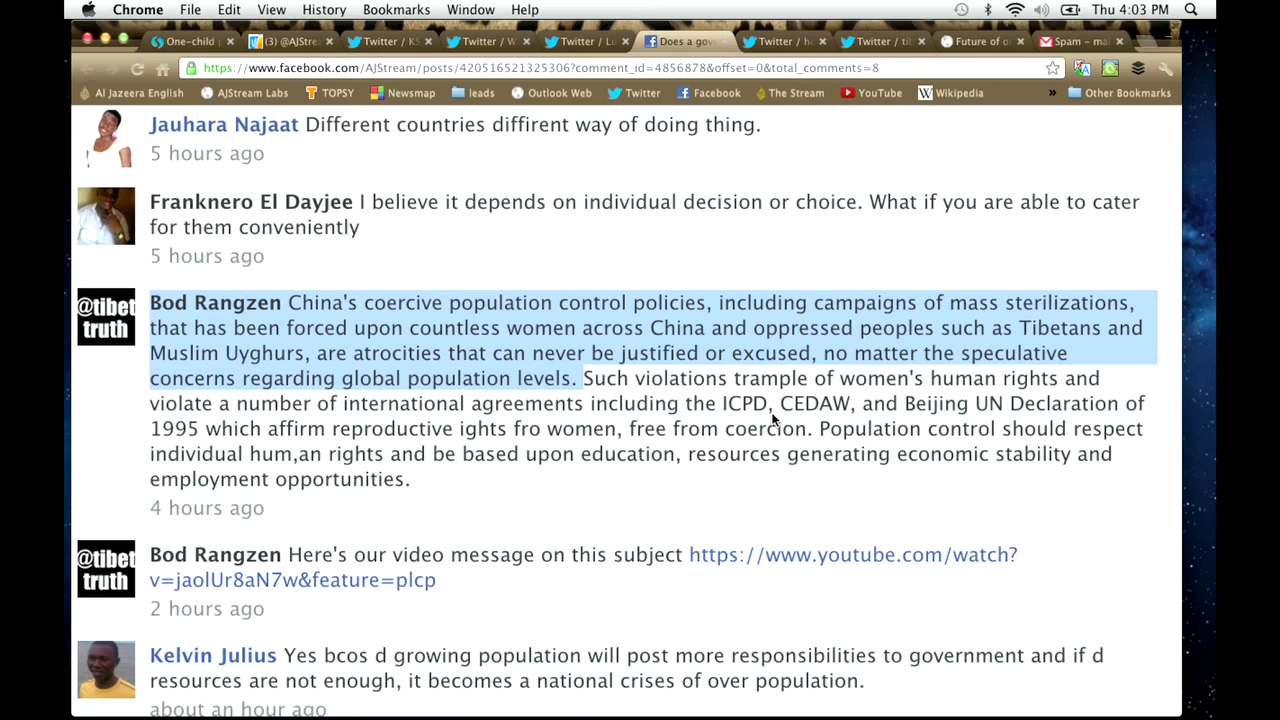 Chrome File Edit View History Bookmarks Window Help Thu 4:03 PM
One-child p (3) @AJStre Twitter / KS Twitter / W Twitter / Lu Does a gov Twitter / he Twitter / tib Future of o Spam – ma
https://www.facebook.com/AJStream/posts/420516521325306?comment_id=4856878&offset=0&total_comments=8
Al Jazeera English AJStream Labs TOPSY Newsmap leads Outlook Web Twitter Facebook The Stream YouTube Wikipedia » Other Bookmarks
Jauhara Najaat Different countries diffirent way of doing thing.
5 hours ago
Franknero El Dayjee I believe it depends on individual decision or choice. What if you are able to cater
for them conveniently
5 hours ago
@tibet
truth
Bod Rangzen China's coercive population control policies, including campaigns of mass sterilizations,
that has been forced upon countless women across China and oppressed peoples such as Tibetans and
Muslim Uyghurs, are atrocities that can never be justified or excused, no matter the speculative
concerns regarding global population levels. Such violations trample of women's human rights and
violate a number of international agreements including the ICPD, CEDAW, and Beijing UN Declaration of
1995 which affirm reproductive ights fro women, free from coercion. Population control should respect
individual hum,an rights and be based upon education, resources generating economic stability and
employment opportunities.
4 hours ago
@tibet
truth
Bod Rangzen Here's our video message on this subject https://www.youtube.com/watch?
v=jaolUr8aN7w&feature=plcp
2 hours ago
Kelvin Julius Yes bcos d growing population will post more responsibilities to government and if d
resources are not enough, it becomes a national crises of over population.
about an hour ago